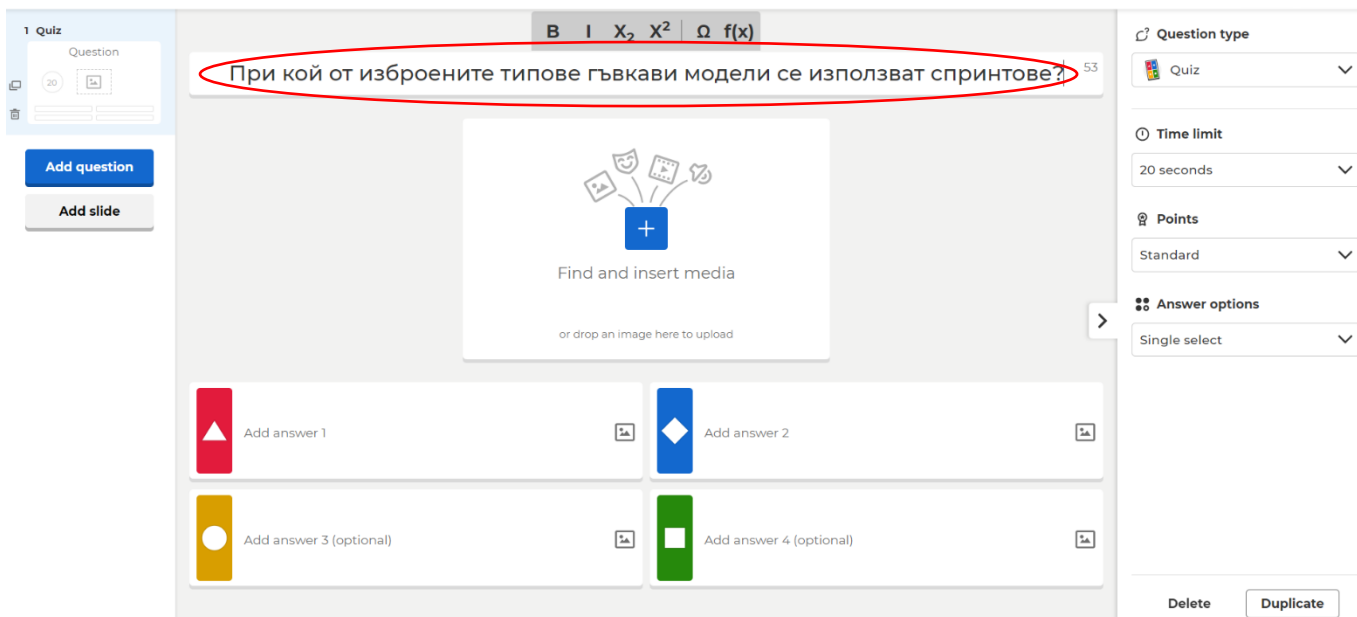 1 Quiz
Question
20
Add question
Add slide
B I X₂ X² Ω f(x)
При кой от изброените типове гъвкави модели се използват спринтове?
53
Find and insert media
or drop an image here to upload
Add answer 1
Add answer 2
Add answer 3 (optional)
Add answer 4 (optional)
Question type
Quiz
Time limit
20 seconds
Points
Standard
Answer options
Single select
Delete
Duplicate